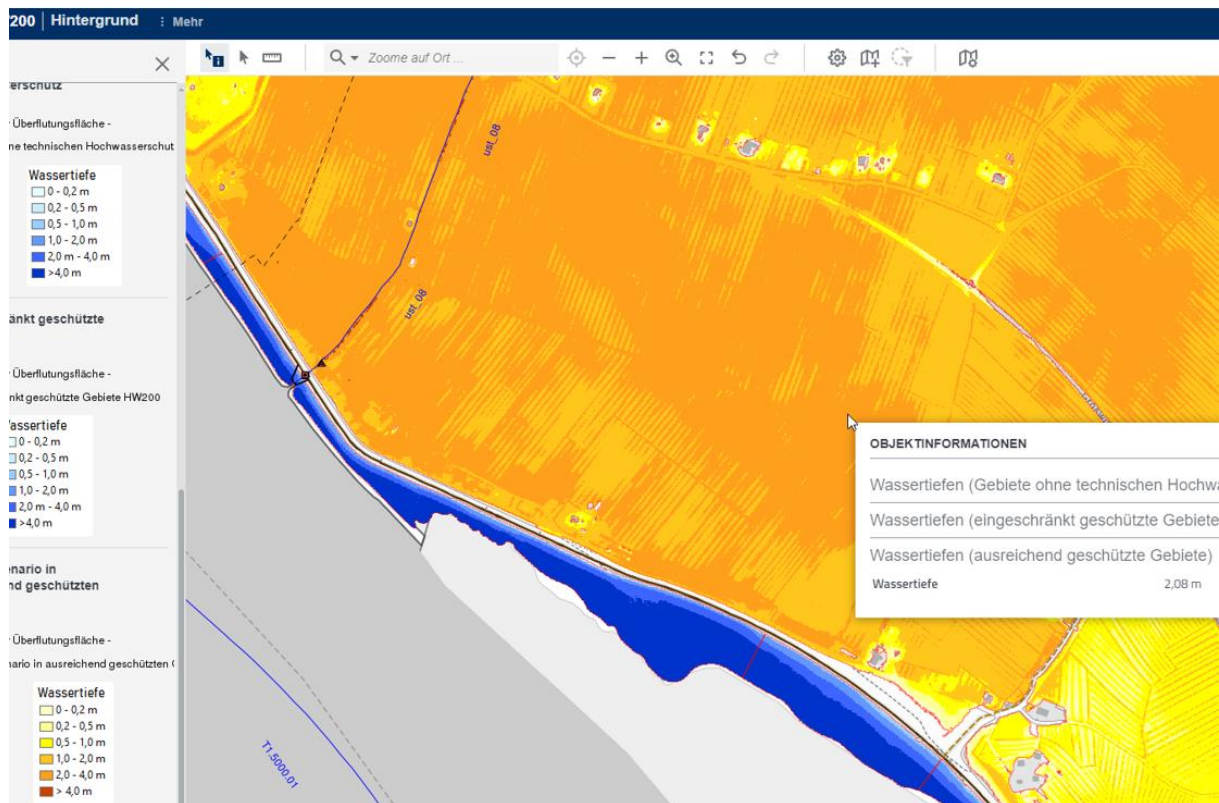 200 | Hintergrund ⋮ Mehr
Zoome auf Ort ...
erschutz
Überflutungsfläche -
ne technischen Hochwasserschut
Wassertiefe
0 - 0,2 m
0,2 - 0,5 m
0,5 - 1,0 m
1,0 - 2,0 m
2,0 m - 4,0 m
>4,0 m
änkt geschützte
Überflutungsfläche -
nkt geschützte Gebiete HW200
Wassertiefe
0 - 0,2 m
0,2 - 0,5 m
0,5 - 1,0 m
1,0 - 2,0 m
2,0 m - 4,0 m
>4,0 m
enario in
nd geschützten
Überflutungsfläche -
nario in ausreichend geschützten
Wassertiefe
0 - 0,2 m
0,2 - 0,5 m
0,5 - 1,0 m
1,0 - 2,0 m
2,0 - 4,0 m
> 4,0 m
ust_08
ust_08
T1.5000.01
OBJEKTINFORMATIONEN
Wassertiefen (Gebiete ohne technischen Hochwa
Wassertiefen (eingeschränkt geschützte Gebiete
Wassertiefen (ausreichend geschützte Gebiete)
Wassertiefe 2,08 m